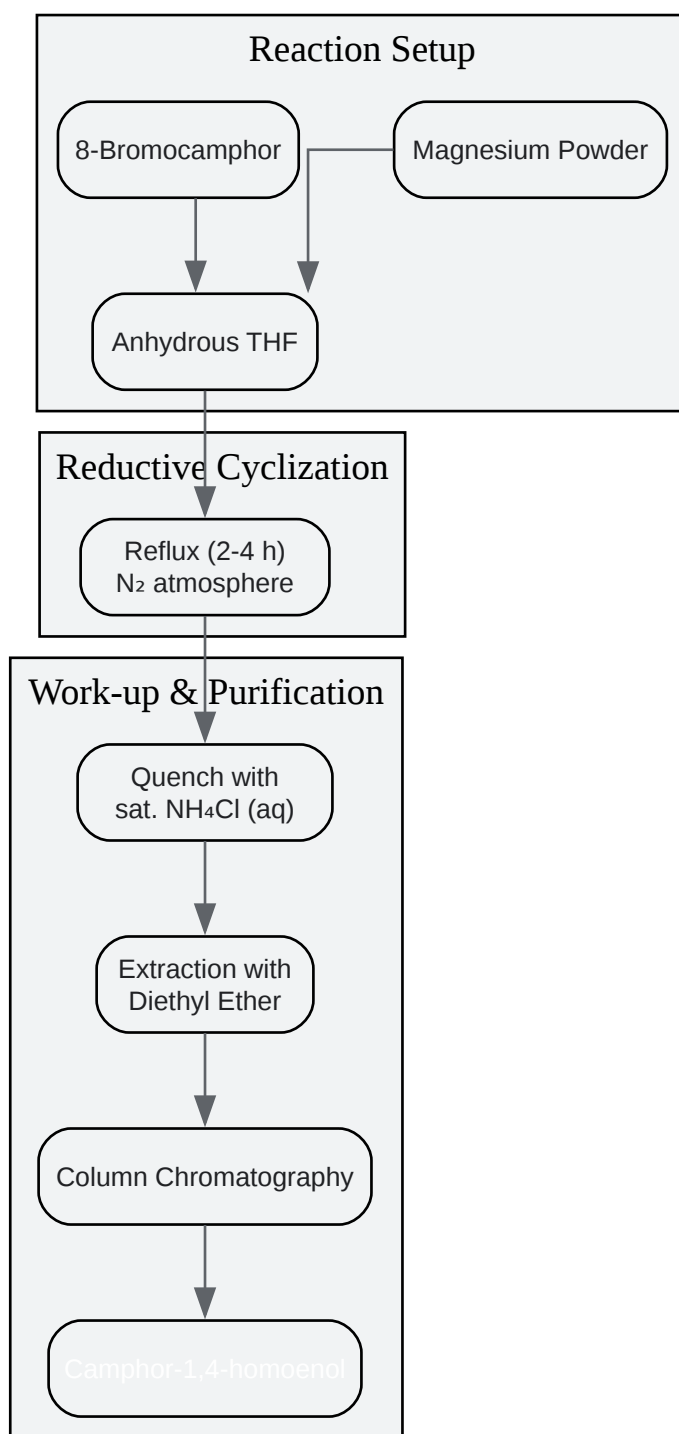 Reaction Setup
8-Bromocamphor
Magnesium Powder
Anhydrous THF
Reductive Cyclization
Reflux (2-4 h)
N₂ atmosphere
Work-up & Purification
Quench with
sat. NH₄Cl (aq)
Extraction with
Diethyl Ether
Column Chromatography
Camphor-1,4-homoenol